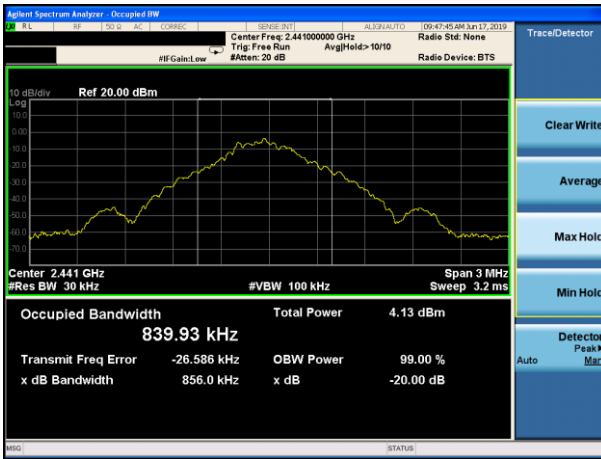 Agilent Spectrum Analyzer - Occupied BW
RL RF 50 Ω AC CORREC SENSE:INT ALIGNAUTO 09:47:45 AM Jun 17, 2019
Center Freq: 2.441000000 GHz Radio Std: None
Trig: Free Run Avg|Hold:> 10/10
#IFGain:Low #Atten: 20 dB Radio Device: BTS
10 dB/div Ref 20.00 dBm
Log
10.0
0.00
-10.0
-20.0
-30.0
-40.0
-50.0
-60.0
-70.0
Center 2.441 GHz Span 3 MHz
#Res BW 30 kHz #VBW 100 kHz Sweep 3.2 ms
Occupied Bandwidth Total Power 4.13 dBm
839.93 kHz
Transmit Freq Error -26.586 kHz OBW Power 99.00 %
x dB Bandwidth 856.0 kHz x dB -20.00 dB
MSG STATUS
Trace/Detector
Clear Write
Average
Max Hold
Min Hold
Detector
Peak
Auto Man